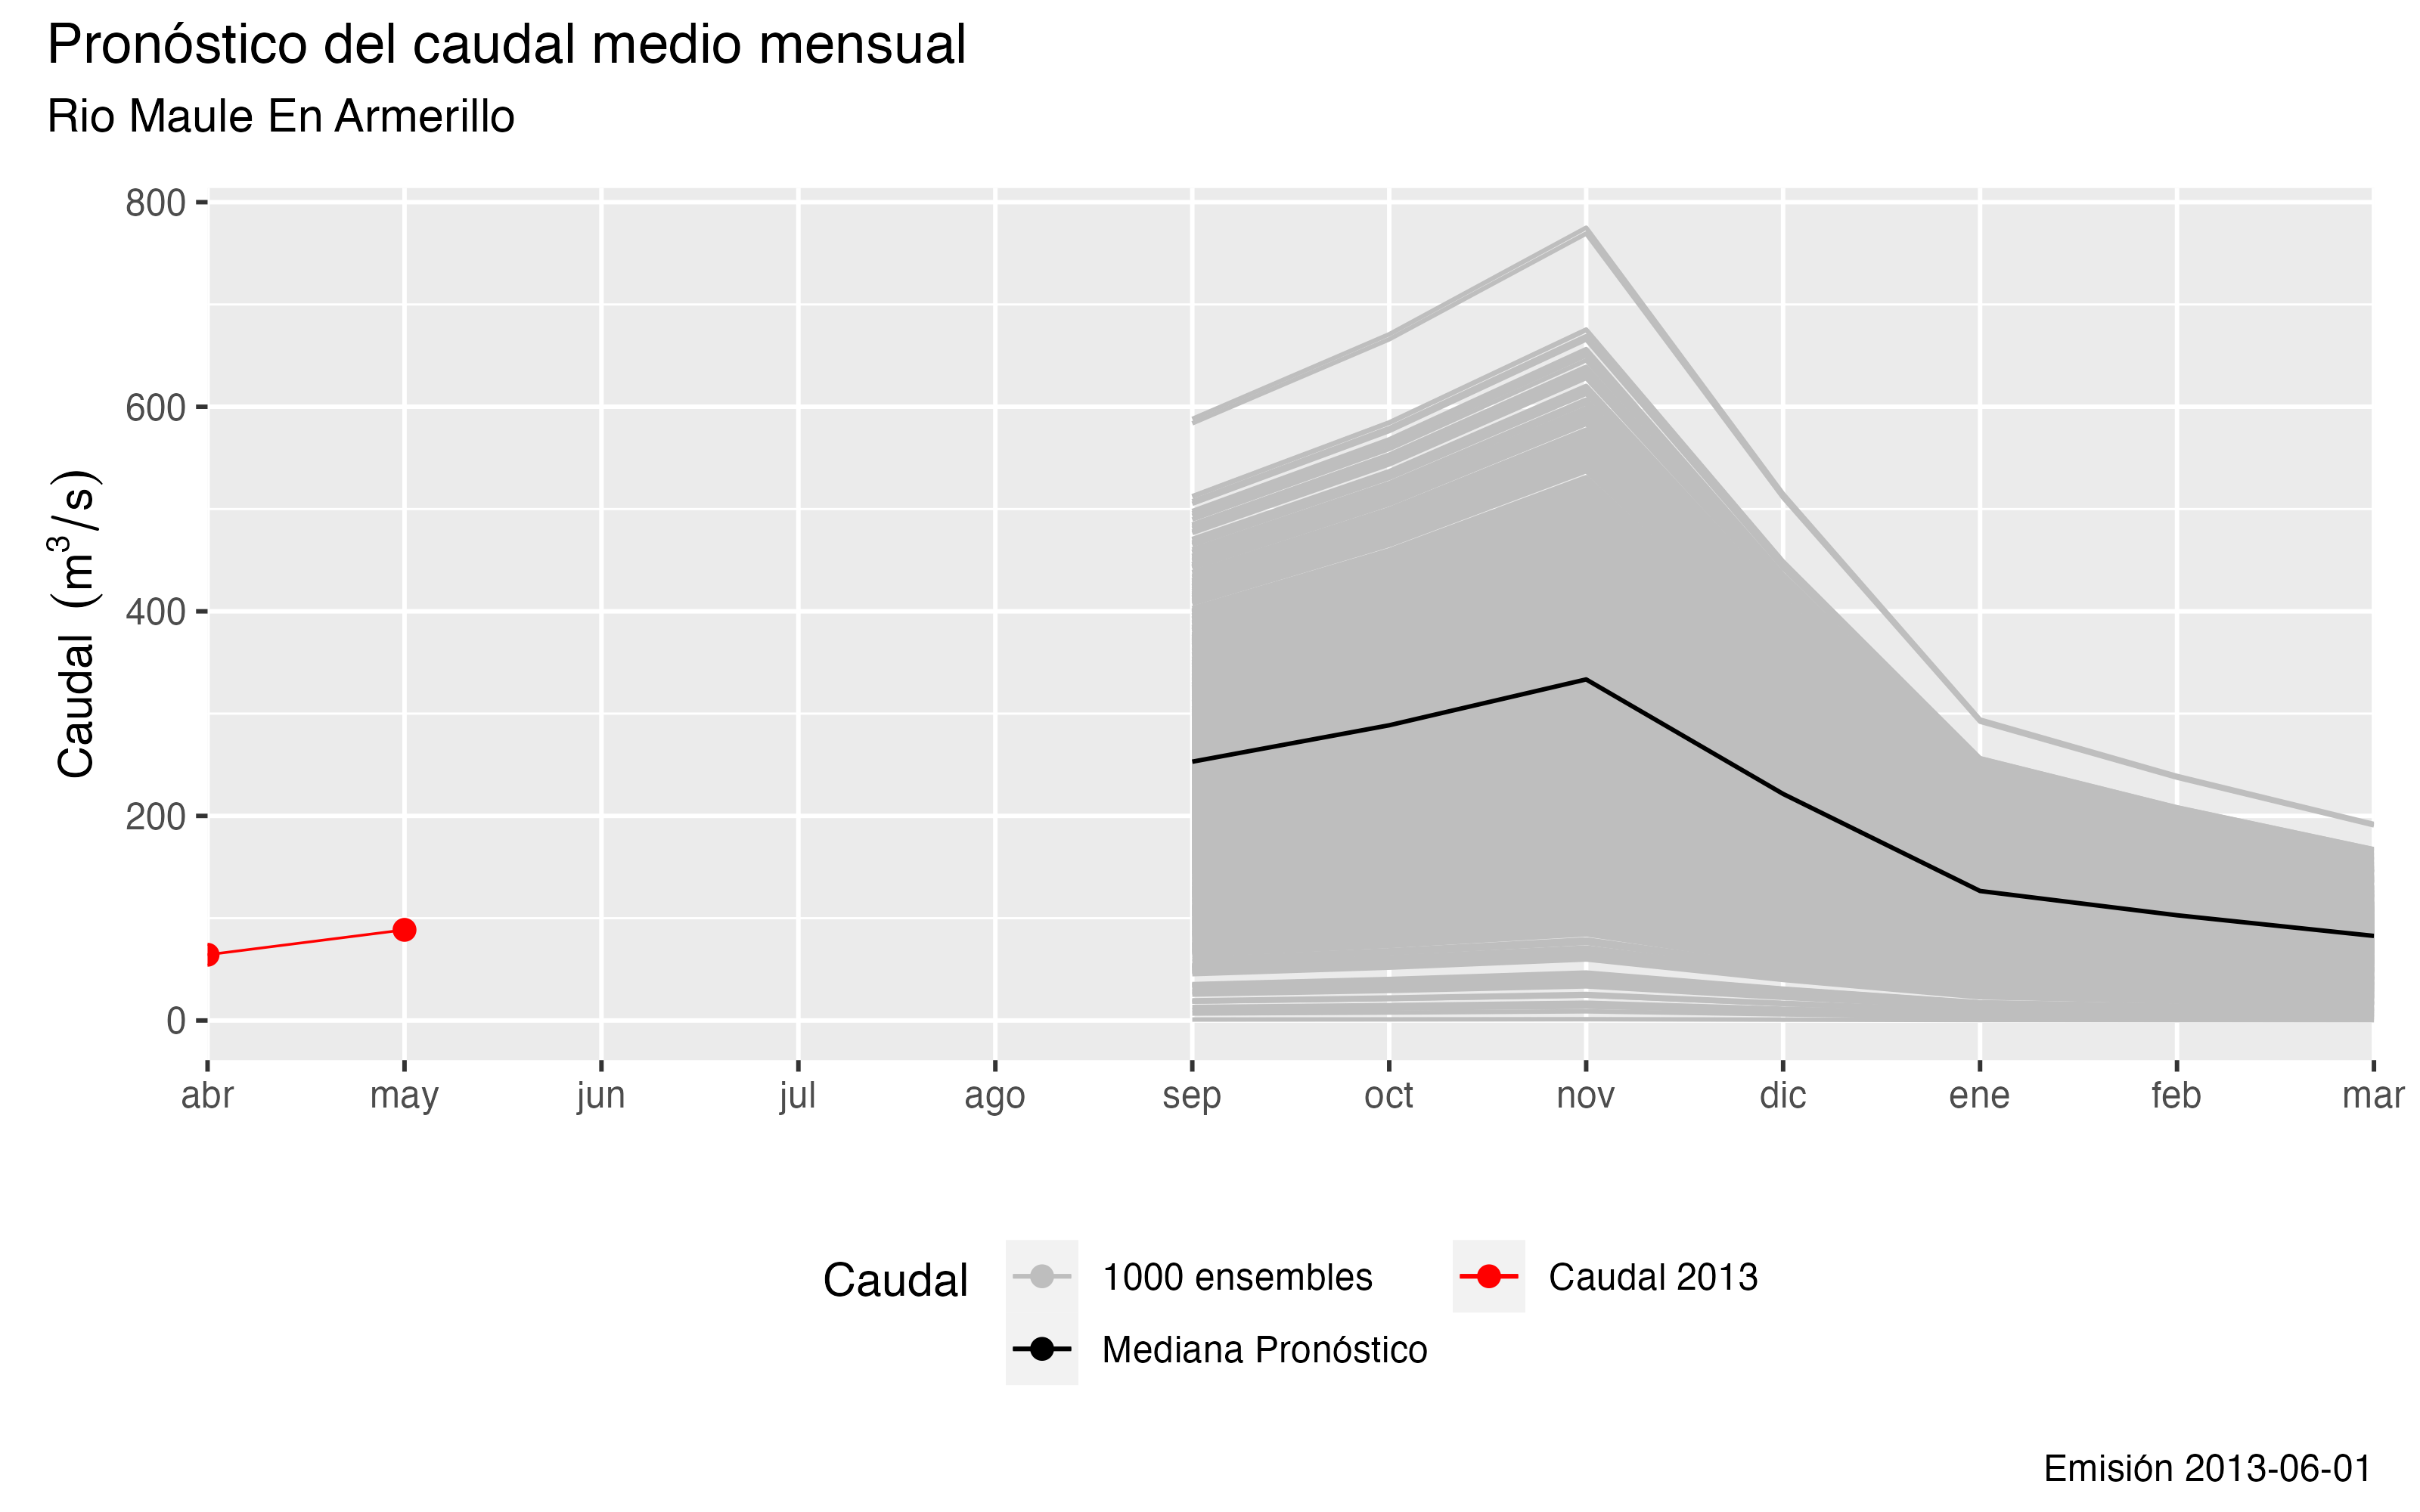 Pronóstico del caudal medio mensual
Rio Maule En Armerillo
Caudal (m³/s)
800
600
400
200
0
abr may jun jul ago sep oct nov dic ene feb mar
Caudal
1000 ensembles
Caudal 2013
Mediana Pronóstico
Emisión 2013-06-01